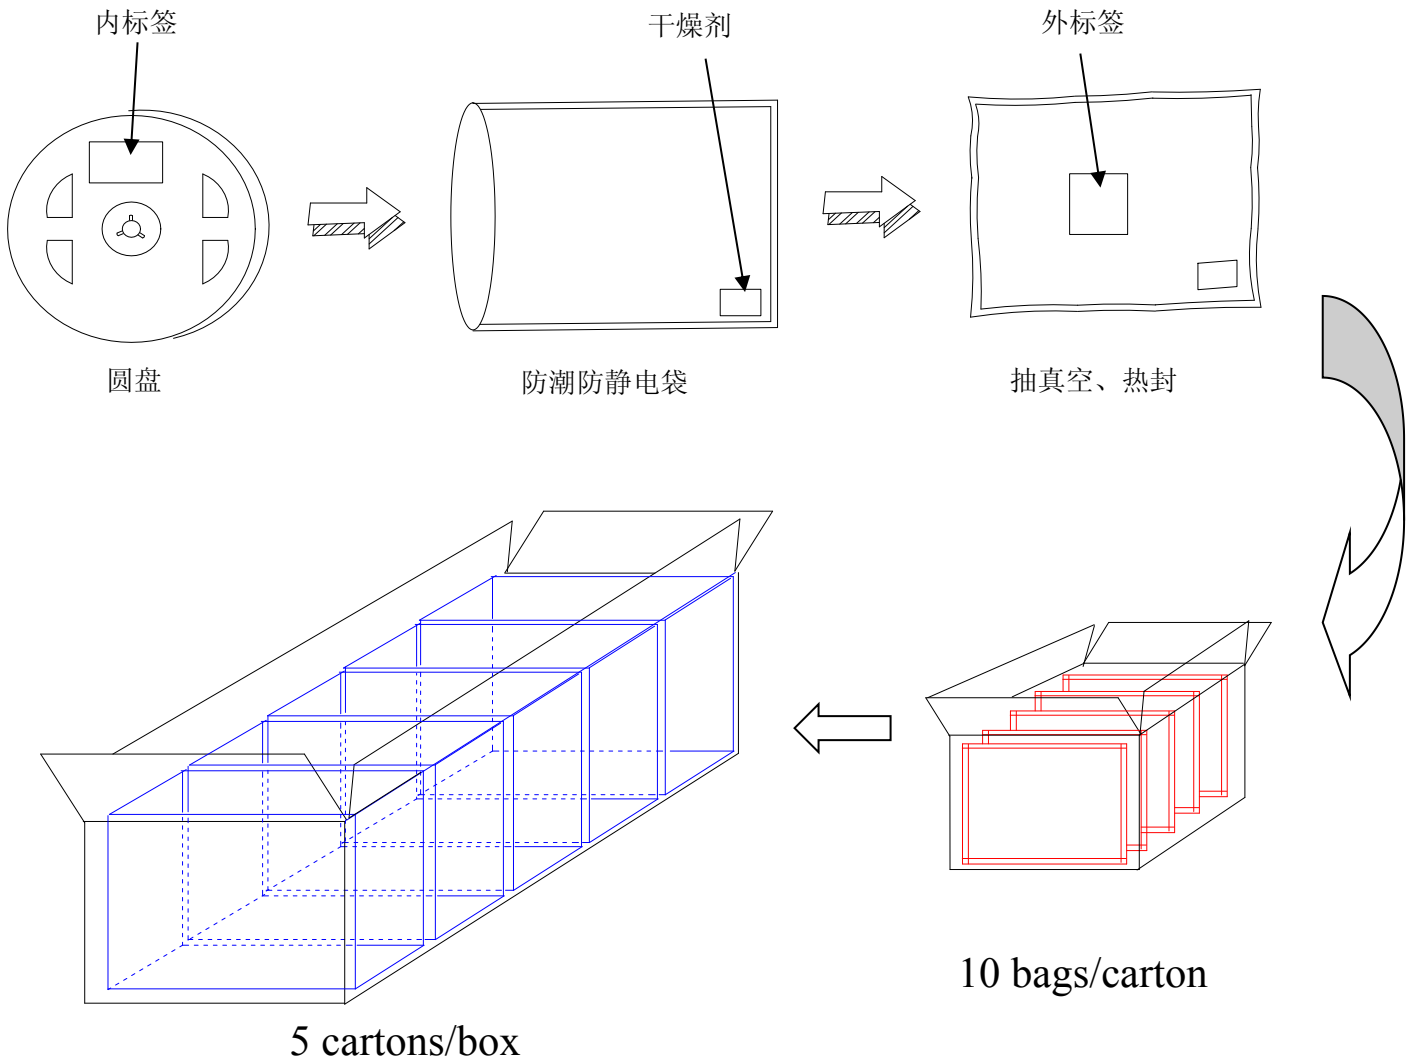 内标签
干燥剂
外标签
圆盘
防潮防静电袋
抽真空、热封
10 bags/carton
5 cartons/box